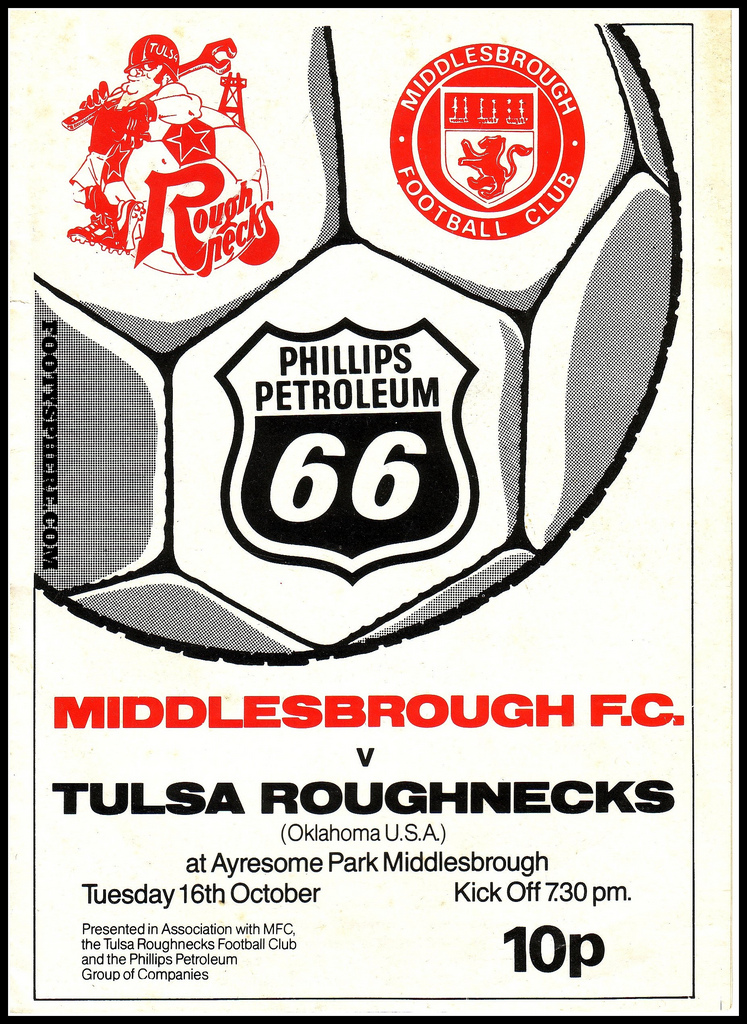 TULSA
Rough
necks
MIDDLESBROUGH
FOOTBALL CLUB
PHILLIPS
PETROLEUM
66
FOOTYSPHERE.COM
MIDDLESBROUGH F.C.
v
TULSA ROUGHNECKS
(Oklahoma U.S.A.)
at Ayresome Park Middlesbrough
Tuesday 16th October Kick Off 7.30 pm.
Presented in Association with MFC,
the Tulsa Roughnecks Football Club
and the Phillips Petroleum
Group of Companies
10p